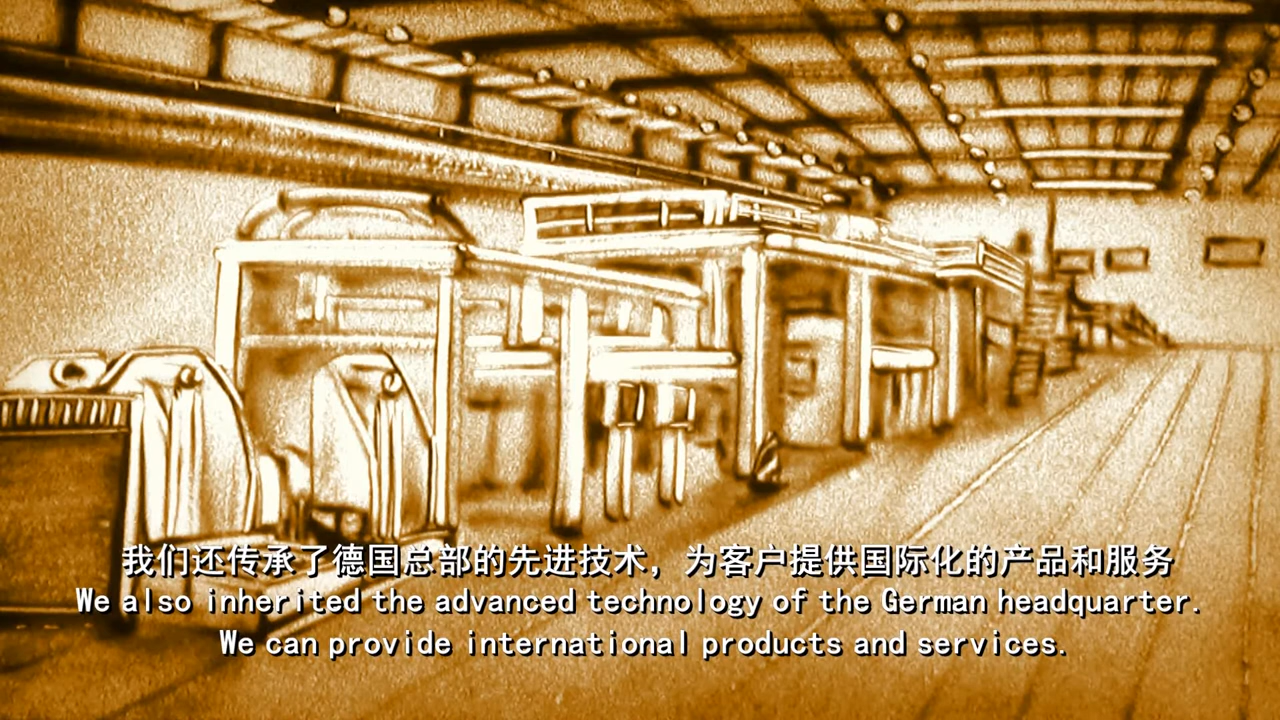 我们还传承了德国总部的先进技术，为客户提供国际化的产品和服务
We also inherited the advanced technology of the German headquarter.
We can provide international products and services.